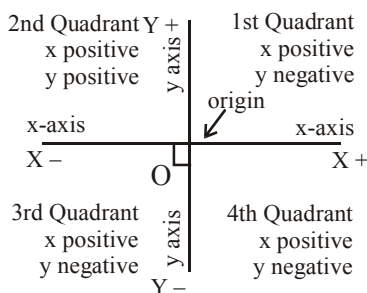 2nd Quadrant
x positive
y positive
Y +
y axis
1st Quadrant
x positive
y negative
origin
x-axis
x-axis
X –
X +
O
3rd Quadrant
x positive
y negative
y axis
Y –
4th Quadrant
x positive
y negative